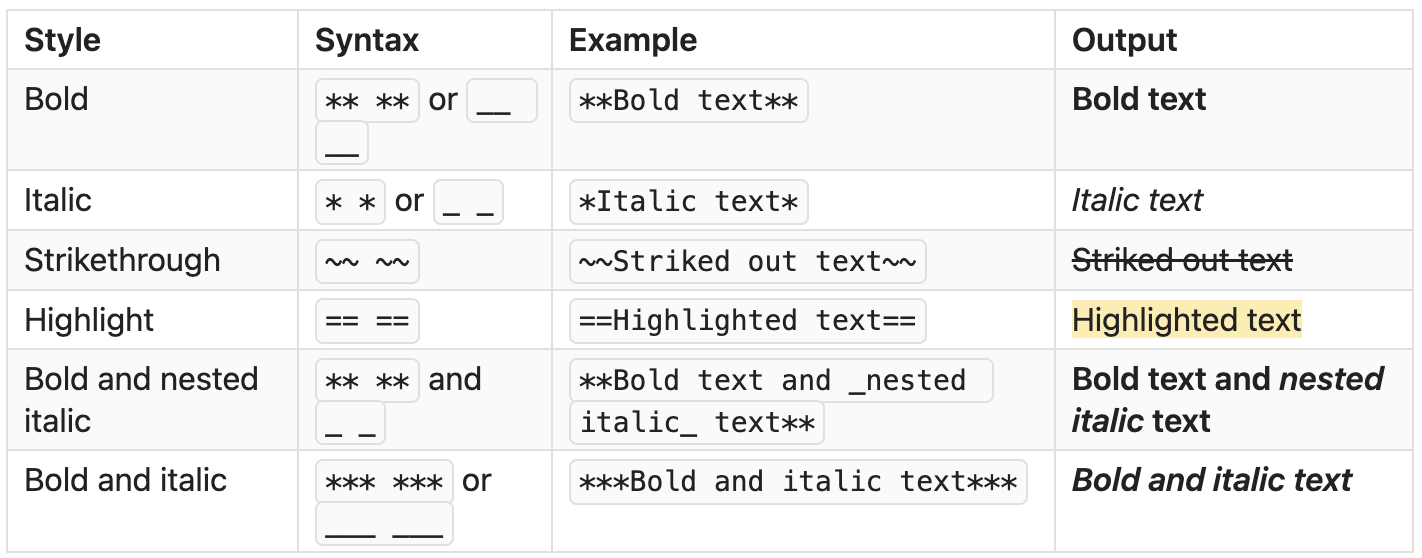 Style Syntax Example Output
Bold ** ** or __ **Bold text** Bold text
__
Italic * * or _ _ *Italic text* Italic text
Strikethrough ~~ ~~ ~~Striked out text~~ Striked out text
Highlight == == ==Highlighted text== Highlighted text
Bold and nested ** ** and **Bold text and _nested Bold text and nested
italic _ _ italic_ text** italic text
Bold and italic *** *** or ***Bold and italic text*** Bold and italic text
___ ___